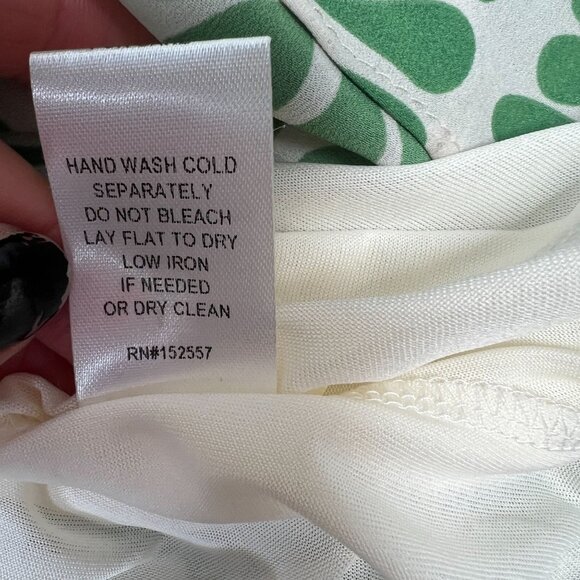 HAND WASH COLD
SEPARATELY
DO NOT BLEACH
LAY FLAT TO DRY
LOW IRON
IF NEEDED
OR DRY CLEAN
RN#152557